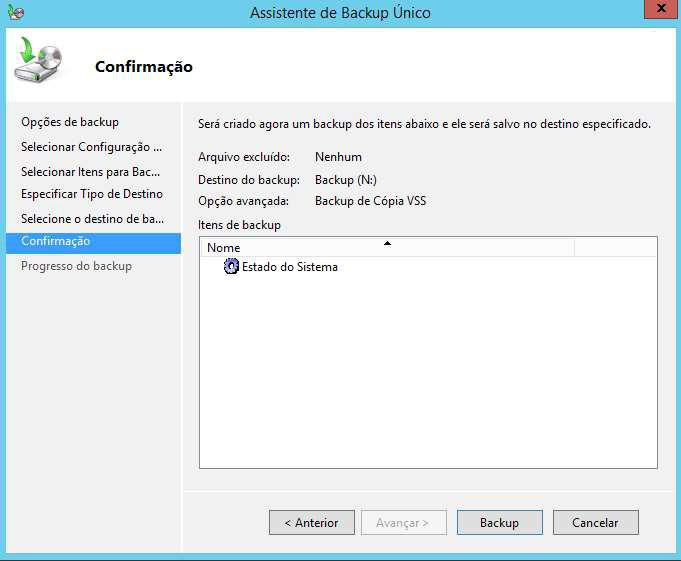 Assistente de Backup Único
x
Confirmação
Opções de backup
Selecionar Configuração ...
Selecionar Itens para Bac...
Especificar Tipo de Destino
Selecione o destino de ba...
Confirmação
Progresso do backup
Será criado agora um backup dos itens abaixo e ele será salvo no destino especificado.
Arquivo excluído: Nenhum
Destino do backup: Backup (N:)
Opção avançada: Backup de Cópia VSS
Itens de backup
Nome
Estado do Sistema
< Anterior
Avançar >
Backup
Cancelar